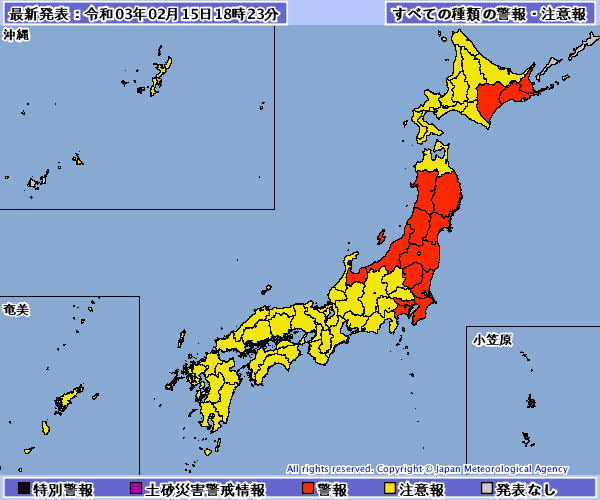 最新発表：令和03年02月15日18時23分
すべての種類の警報・注意報
沖縄
奄美
小笠原
All rights reserved. Copyright © Japan Meteorological Agency
特別警報 土砂災害警戒情報 警報 注意報 発表なし